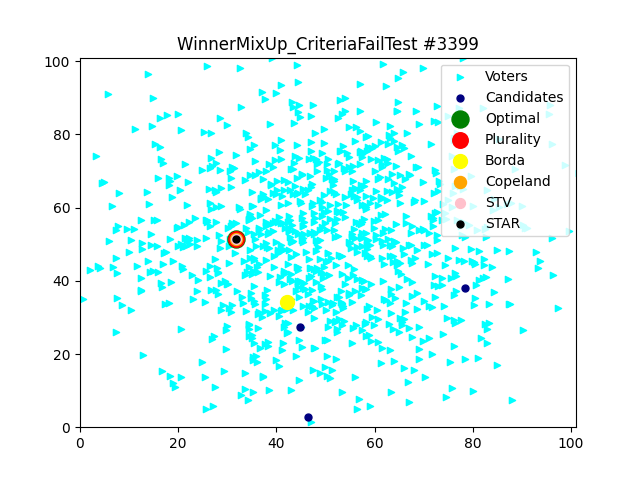 WinnerMixUp_CriteriaFailTest #3399
100
80
60
40
20
0
0
20
40
60
80
100
Voters
Candidates
Optimal
Plurality
Borda
Copeland
STV
STAR